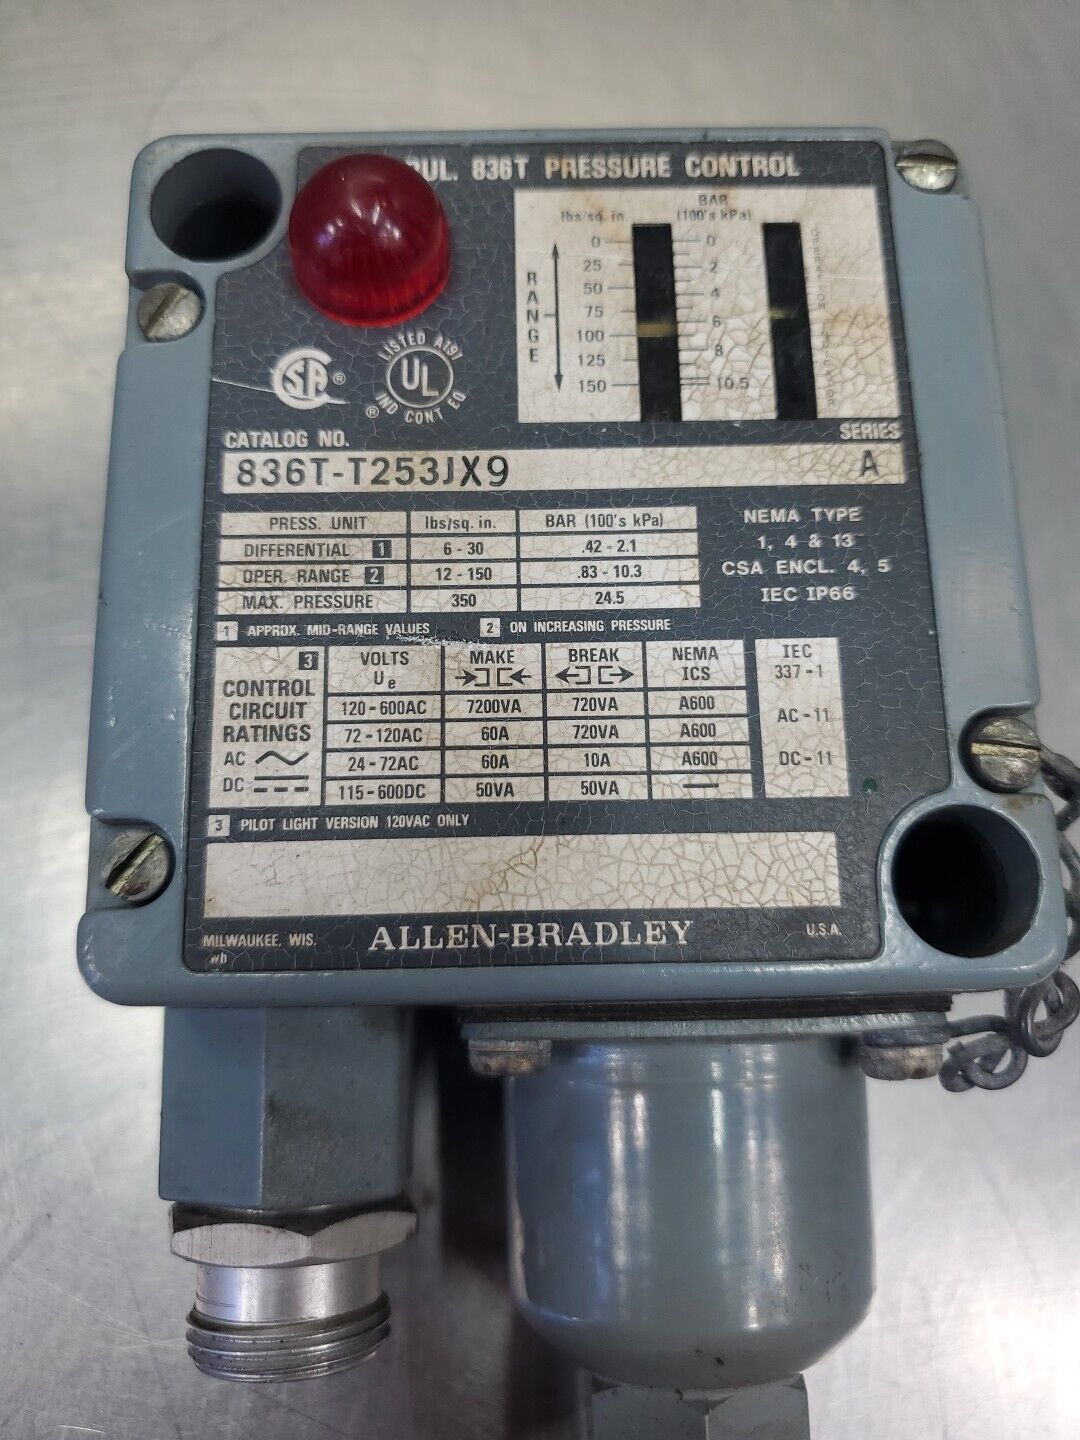 BUL. 836T PRESSURE CONTROL
lbs/sq. in.
BAR
(100's kPa)
RANGE
0
25
50
75
100
125
150
0
2
4
6
8
10.5
CSA ®
LISTED A197
UL
IND CONT EQ
®
CATALOG NO.
SERIES
836T-T253JX9 A
PRESS. UNIT lbs/sq. in. BAR (100's kPa)
DIFFERENTIAL 1 6 - 30 .42 - 2.1
OPER. RANGE 2 12 - 150 .83 - 10.3
MAX. PRESSURE 350 24.5
NEMA TYPE
1, 4 & 13
CSA ENCL. 4, 5
IEC IP66
1 APPROX. MID-RANGE VALUES 2 ON INCREASING PRESSURE
3
CONTROL
CIRCUIT
RATINGS
AC
DC
VOLTS
Ue
MAKE
BREAK
NEMA
ICS
120-600AC 7200VA 720VA A600
72-120AC 60A 720VA A600
24-72AC 60A 10A A600
115-600DC 50VA 50VA —
IEC
337-1
AC-11
DC-11
3 PILOT LIGHT VERSION 120VAC ONLY
MILWAUKEE, WIS. ALLEN-BRADLEY U.S.A.
wh